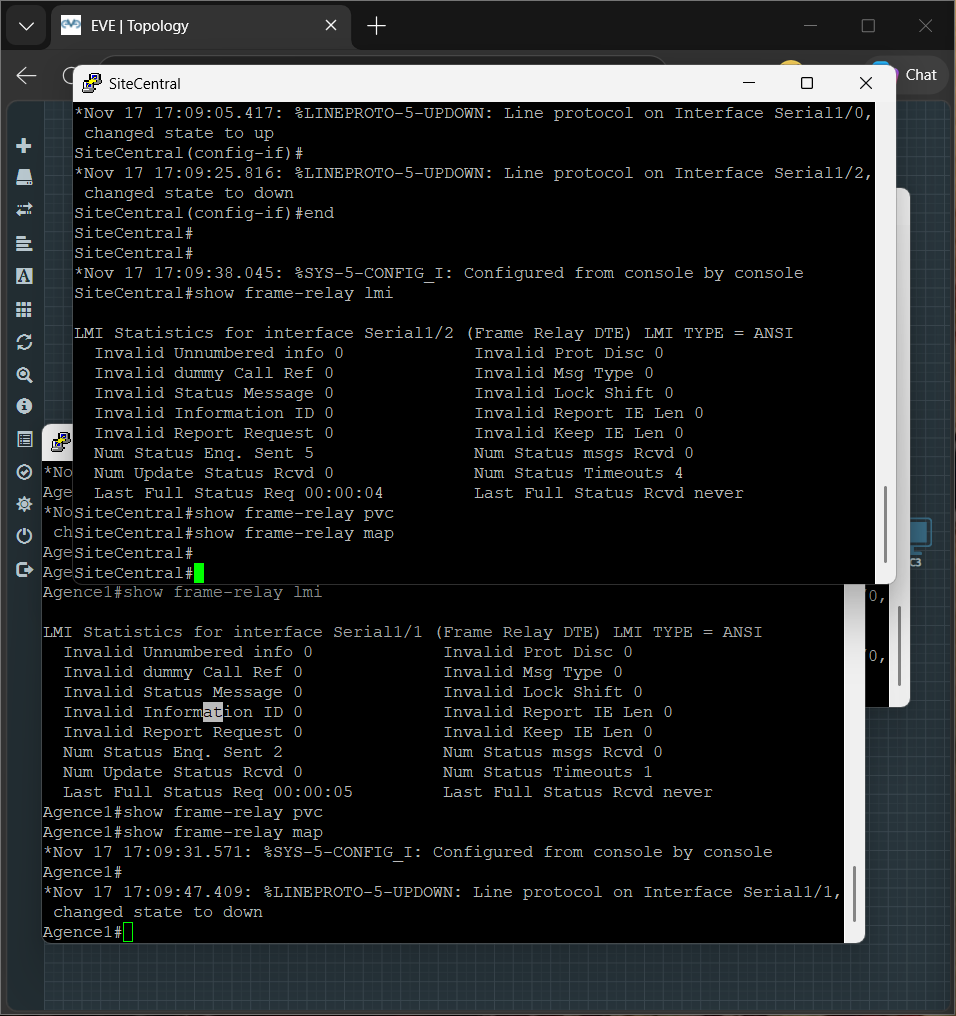 EVE | Topology
Chat
SiteCentral
*Nov 17 17:09:05.417: %LINEPROTO-5-UPDOWN: Line protocol on Interface Serial1/0,
changed state to up
SiteCentral(config-if)#
*Nov 17 17:09:25.816: %LINEPROTO-5-UPDOWN: Line protocol on Interface Serial1/2,
changed state to down
SiteCentral(config-if)#end
SiteCentral#
SiteCentral#
*Nov 17 17:09:38.045: %SYS-5-CONFIG_I: Configured from console by console
SiteCentral#show frame-relay lmi
LMI Statistics for interface Serial1/2 (Frame Relay DTE) LMI TYPE = ANSI
Invalid Unnumbered info 0 Invalid Prot Disc 0
Invalid dummy Call Ref 0 Invalid Msg Type 0
Invalid Status Message 0 Invalid Lock Shift 0
Invalid Information ID 0 Invalid Report IE Len 0
Invalid Report Request 0 Invalid Keep IE Len 0
Num Status Enq. Sent 5 Num Status msgs Rcvd 0
Num Update Status Rcvd 0 Num Status Timeouts 4
Last Full Status Req 00:00:04 Last Full Status Rcvd never
SiteCentral#show frame-relay pvc
SiteCentral#show frame-relay map
SiteCentral#
SiteCentral#
*No
Age
*No
ch
Age
Age
C3
Agence1#show frame-relay lmi
/0,
LMI Statistics for interface Serial1/1 (Frame Relay DTE) LMI TYPE = ANSI
Invalid Unnumbered info 0 Invalid Prot Disc 0
/0,
Invalid dummy Call Ref 0 Invalid Msg Type 0
Invalid Status Message 0 Invalid Lock Shift 0
Invalid Information ID 0 Invalid Report IE Len 0
Invalid Report Request 0 Invalid Keep IE Len 0
Num Status Enq. Sent 2 Num Status msgs Rcvd 0
Num Update Status Rcvd 0 Num Status Timeouts 1
Last Full Status Req 00:00:05 Last Full Status Rcvd never
Agence1#show frame-relay pvc
Agence1#show frame-relay map
*Nov 17 17:09:31.571: %SYS-5-CONFIG_I: Configured from console by console
Agence1#
*Nov 17 17:09:47.409: %LINEPROTO-5-UPDOWN: Line protocol on Interface Serial1/1,
changed state to down
Agence1#